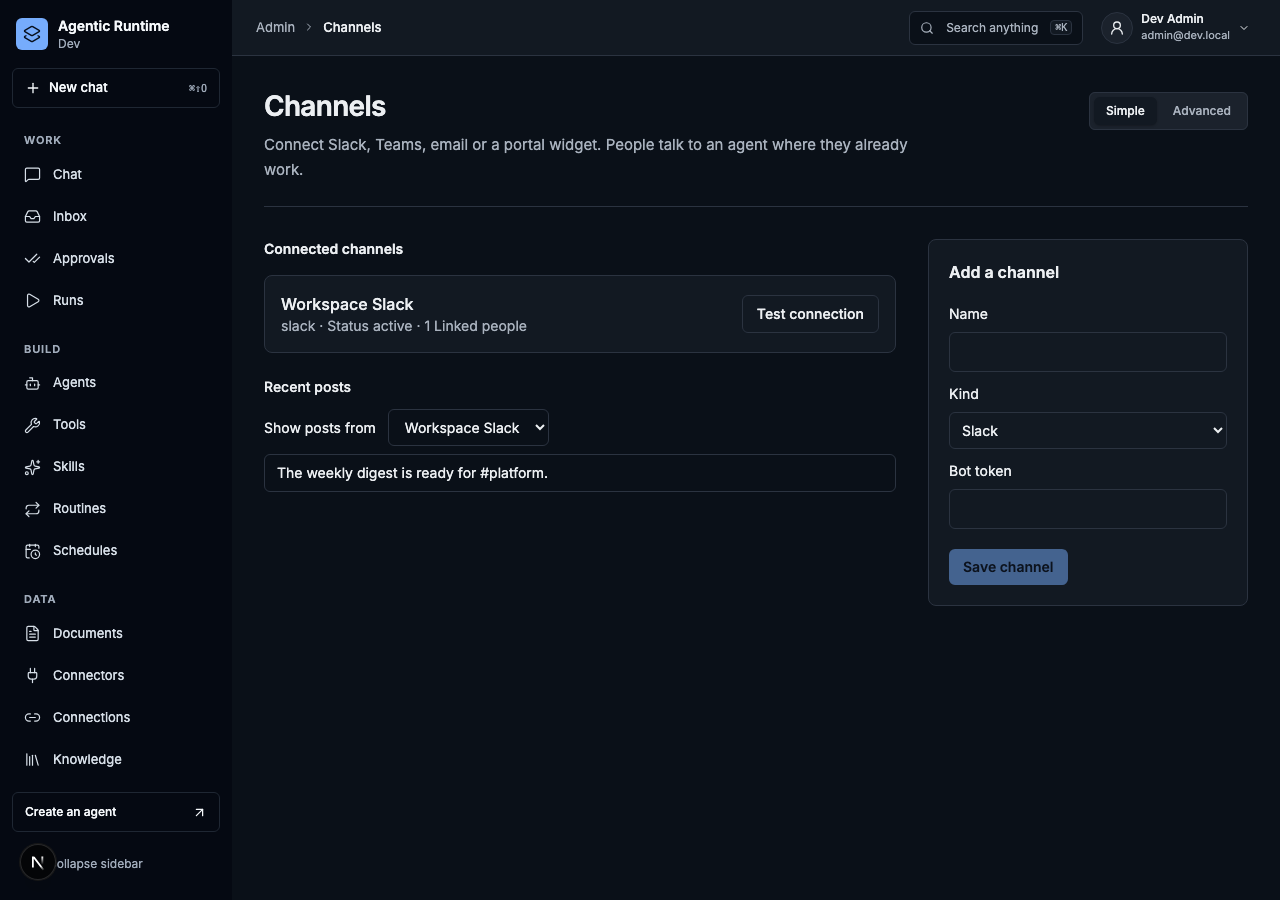 Agentic Runtime
Dev
New chat
⌘⇧O
WORK
Chat
Inbox
Approvals
Runs
BUILD
Agents
Tools
Skills
Routines
Schedules
DATA
Documents
Connectors
Connections
Knowledge
Create an agent
N
ollapse sidebar
Admin
Channels
Search anything
⌘K
Dev Admin
admin@dev.local
Channels
Connect Slack, Teams, email or a portal widget. People talk to an agent where they already
work.
Simple
Advanced
Connected channels
Workspace Slack
slack · Status active · 1 Linked people
Test connection
Recent posts
Show posts from
Workspace Slack
The weekly digest is ready for #platform.
Add a channel
Name
Kind
Slack
Bot token
Save channel